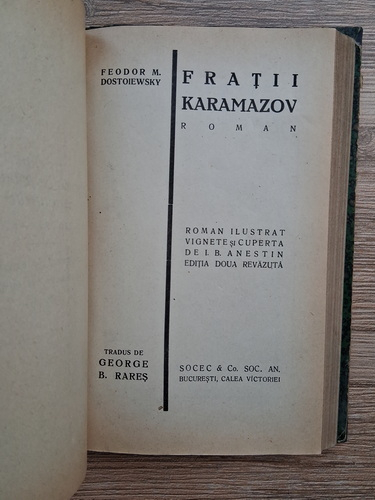 FEODOR M.
DOSTOIEWSKY
FRAȚII
KARAMAZOV
ROMAN
ROMAN ILUSTRAT
VIGNETE și CUPERTA
DE I. B. ANESTIN
EDIȚIA DOUA REVĂZUTĂ
TRADUS DE
GEORGE
B. RAREȘ
SOCEC & Co. SOC. AN.
BUCUREȘTI, CALEA VICTORIEI